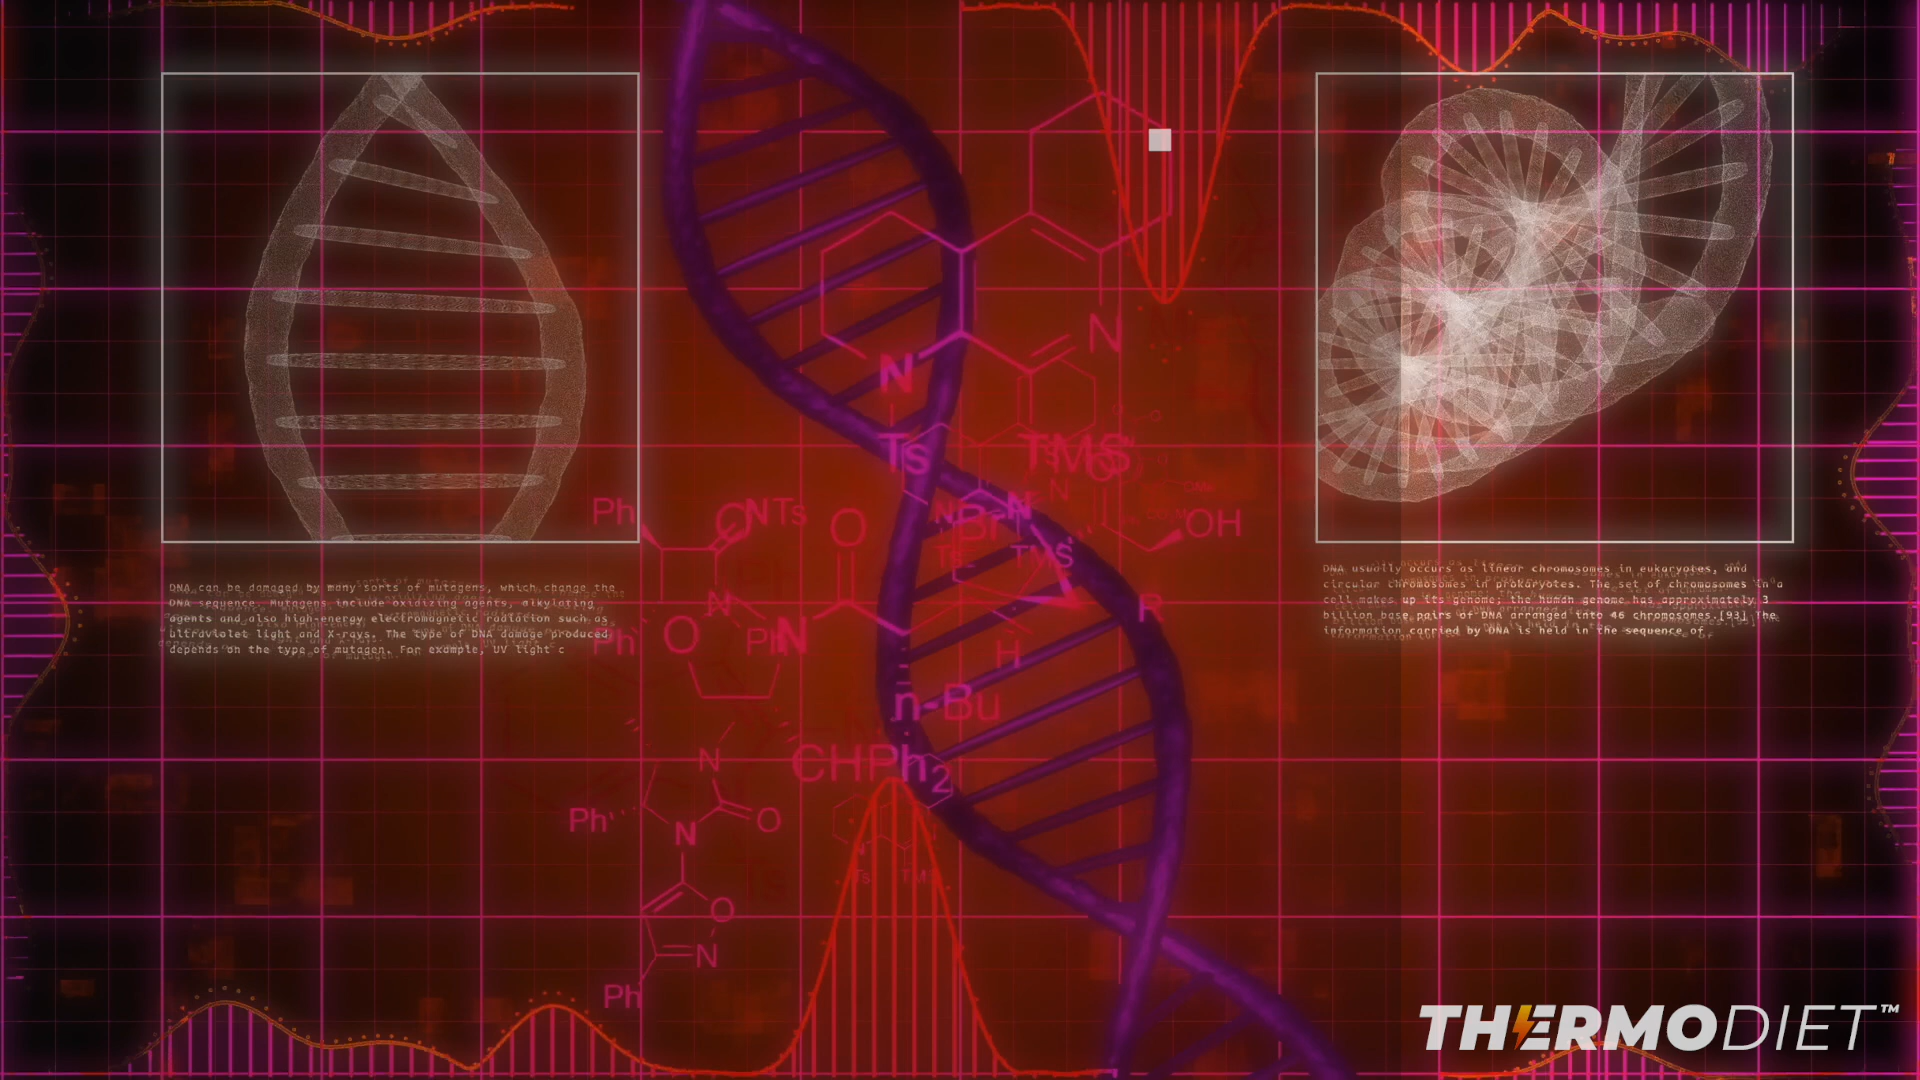 DNA can be damaged by many sorts of mutagens, which change the
DNA sequence. Mutagens include oxidizing agents, alkylating
agents and also high-energy electromagnetic radiation such as
ultraviolet light and X-rays. The type of DNA damage produced
depends on the type of mutagen. For example, UV light c
DNA usually occurs as linear chromosomes in eukaryotes, and
circular chromosomes in prokaryotes. The set of chromosomes in a
cell makes up its genome; the human genome has approximately 3
billion base pairs of DNA arranged into 46 chromosomes.[93] The
information carried by DNA is held in the sequence of
N
N
Ts
TMS
Ph
O
NTs
O
N
Br
N
OH
Ts
TMS
N
R
Ph
O
Ph
N
H
n-Bu
CHPh2
N
Ph
N
O
Ts
TMS
O
N
Ph
THERMODIET™